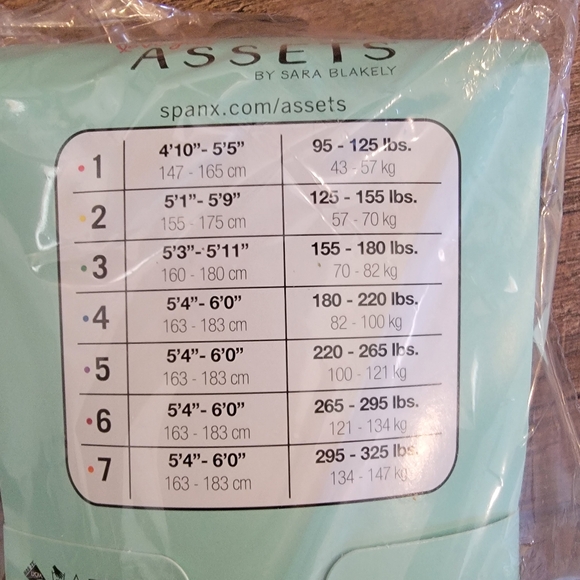 ASSETS
BY SARA BLAKELY
spanx.com/assets
1 4'10"- 5'5" 95 - 125 lbs.
147 - 165 cm 43 - 57 kg
2 5'1"- 5'9" 125 - 155 lbs.
155 - 175 cm 57 - 70 kg
3 5'3"- 5'11" 155 - 180 lbs.
160 - 180 cm 70 - 82 kg
4 5'4"- 6'0" 180 - 220 lbs.
163 - 183 cm 82 - 100 kg
5 5'4"- 6'0" 220 - 265 lbs.
163 - 183 cm 100 - 121 kg
6 5'4"- 6'0" 265 - 295 lbs.
163 - 183 cm 121 - 134 kg
7 5'4"- 6'0" 295 - 325 lbs.
163 - 183 cm 134 - 147 kg